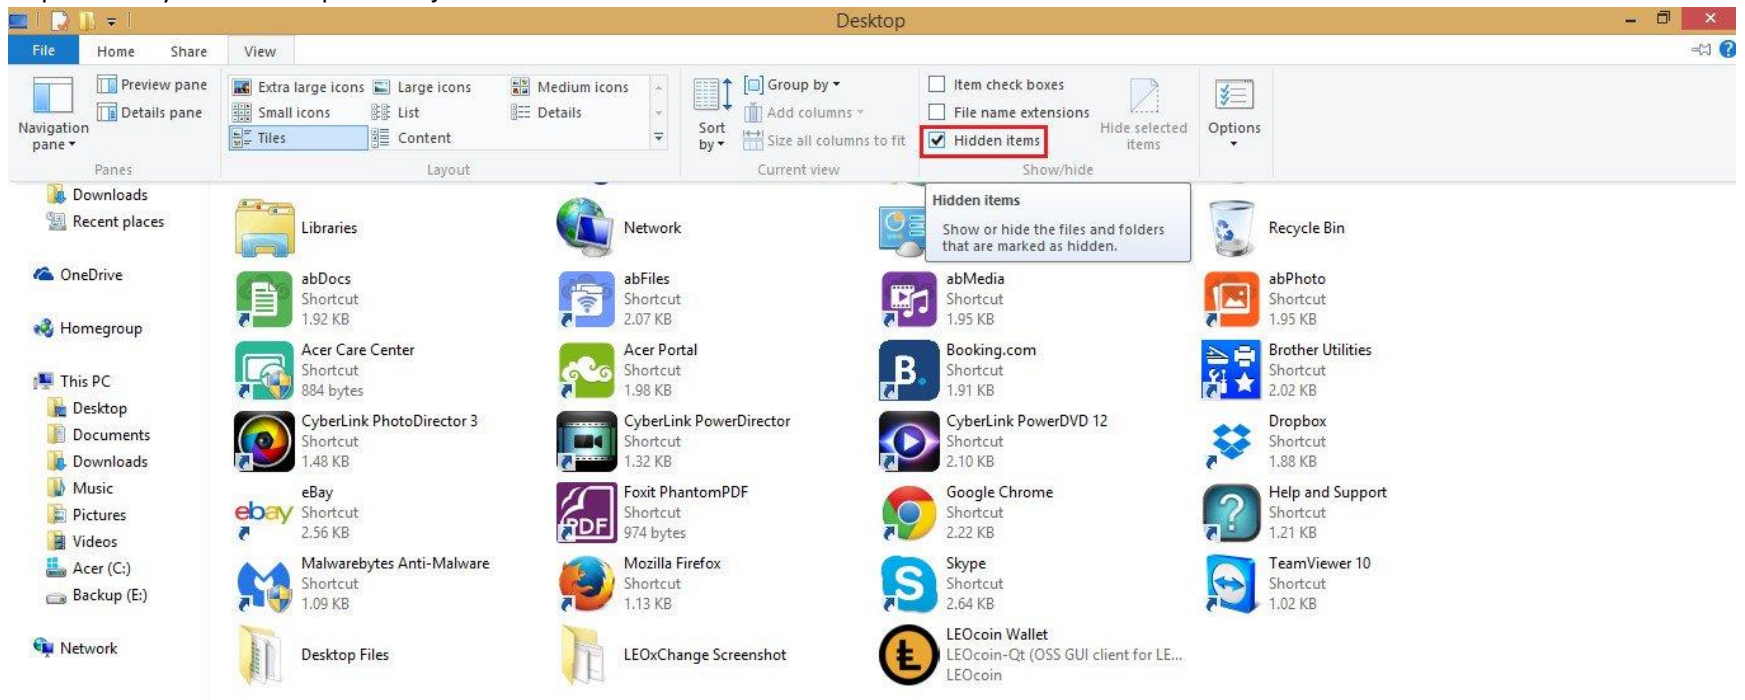 Desktop
File Home Share View
Preview pane
Details pane
Navigation pane
Panes
Extra large icons Large icons Medium icons
Small icons List Details
Tiles Content
Layout
Sort by
Group by
Add columns
Size all columns to fit
Current view
Item check boxes
File name extensions
Hidden items
Hide selected items
Show/hide
Options
Hidden items
Show or hide the files and folders
that are marked as hidden.
Downloads
Recent places
OneDrive
Homegroup
This PC
Desktop
Documents
Downloads
Music
Pictures
Videos
Acer (C:)
Backup (E:)
Network
Libraries
Network
Recycle Bin
abDocs
Shortcut
1.92 KB
abFiles
Shortcut
2.07 KB
abMedia
Shortcut
1.95 KB
abPhoto
Shortcut
1.95 KB
Acer Care Center
Shortcut
884 bytes
Acer Portal
Shortcut
1.98 KB
B.
Booking.com
Shortcut
1.91 KB
Brother Utilities
Shortcut
2.02 KB
CyberLink PhotoDirector 3
Shortcut
1.48 KB
CyberLink PowerDirector
Shortcut
1.32 KB
CyberLink PowerDVD 12
Shortcut
2.10 KB
Dropbox
Shortcut
1.88 KB
ebay
eBay
Shortcut
2.56 KB
PDF
Foxit PhantomPDF
Shortcut
974 bytes
Google Chrome
Shortcut
2.22 KB
?
Help and Support
Shortcut
1.21 KB
Malwarebytes Anti-Malware
Shortcut
1.09 KB
Mozilla Firefox
Shortcut
1.13 KB
S
Skype
Shortcut
2.64 KB
TeamViewer 10
Shortcut
1.02 KB
Desktop Files
LEOxChange Screenshot
LEOcoin Wallet
LEOcoin-Qt (OSS GUI client for LE...
LEOcoin